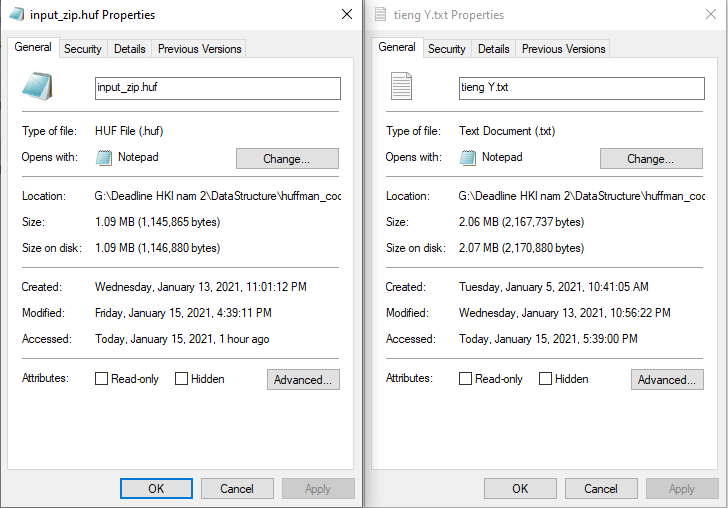 input_zip.huf Properties
General Security Details Previous Versions
input_zip.huf
Type of file: HUF File (.huf)
Opens with: Notepad Change...
Location: G:\Deadline HKI nam 2\DataStructure\huffman_coc
Size: 1.09 MB (1,145,865 bytes)
Size on disk: 1.09 MB (1,146,880 bytes)
Created: Wednesday, January 13, 2021, 11:01:12 PM
Modified: Friday, January 15, 2021, 4:39:11 PM
Accessed: Today, January 15, 2021, 1 hour ago
Attributes: Read-only Hidden Advanced...
OK Cancel Apply
tieng Y.txt Properties
General Security Details Previous Versions
tieng Y.txt
Type of file: Text Document (.txt)
Opens with: Notepad Change...
Location: G:\Deadline HKI nam 2\DataStructure\huffman_coc
Size: 2.06 MB (2,167,737 bytes)
Size on disk: 2.07 MB (2,170,880 bytes)
Created: Tuesday, January 5, 2021, 10:41:05 AM
Modified: Wednesday, January 13, 2021, 10:56:22 PM
Accessed: Today, January 15, 2021, 5:39:00 PM
Attributes: Read-only Hidden Advanced...
OK Cancel Apply